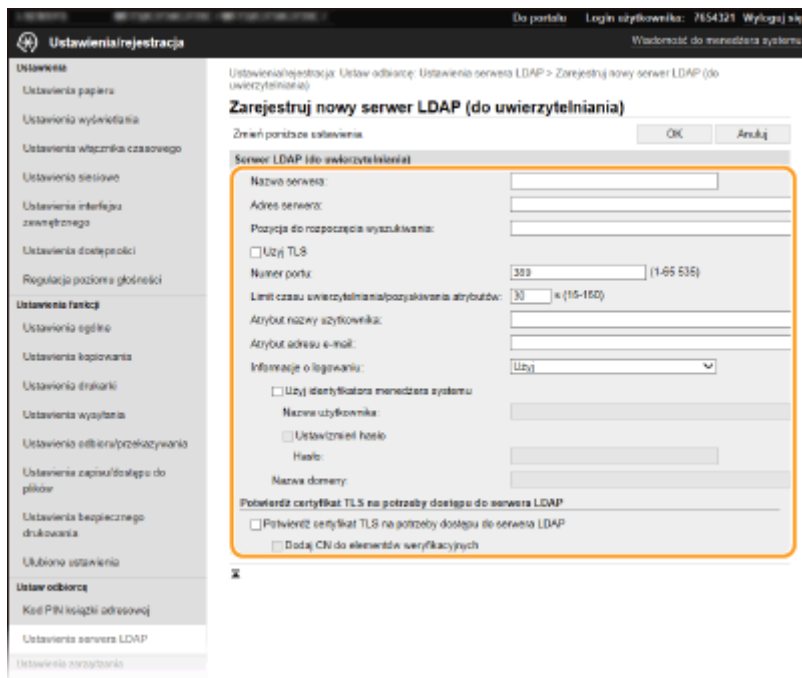 Do portalu Login użytkownika: 7654321 Wyloguj się
Ustawienia/rejestracja
Wiadomość do menedżera systemu
Ustawienia
Ustawienia papieru
Ustawienia wyświetlania
Ustawienia włącznika czasowego
Ustawienia sieciowe
Ustawienia interfejsu
zewnętrznego
Ustawienia dostępności
Regulacja poziomu głośności
Ustawienia funkcji
Ustawienia ogólne
Ustawienia kopiowania
Ustawienia drukarki
Ustawienia wysyłania
Ustawienia odbioru/przekazywania
Ustawienia zapisu/dostępu do
plików
Ustawienia bezpiecznego
drukowania
Ulubione ustawienia
Ustaw odbiorcę
Kod PIN książki adresowej
Ustawienia serwera LDAP
Ustawienia zarządzania
Ustawienia/rejestracja: Ustaw odbiorcę: Ustawienia serwera LDAP > Zarejestruj nowy serwer LDAP (do
uwierzytelniania)
Zarejestruj nowy serwer LDAP (do uwierzytelniania)
Zmień poniższe ustawienia.
OK Anuluj
Serwer LDAP (do uwierzytelniania)
Nazwa serwera:
Adres serwera:
Pozycja do rozpoczęcia wyszukiwania:
Użyj TLS
Numer portu: 389 (1-65 535)
Limit czasu uwierzytelniania/pozyskiwania atrybutów: 30 s (15-150)
Atrybut nazwy użytkownika:
Atrybut adresu e-mail:
Informacje o logowaniu: Użyj
Użyj identyfikatora menedżera systemu
Nazwa użytkownika:
Ustaw/zmień hasło
Hasło:
Nazwa domeny:
Potwierdź certyfikat TLS na potrzeby dostępu do serwera LDAP
Potwierdź certyfikat TLS na potrzeby dostępu do serwera LDAP
Dodaj CN do elementów weryfikacyjnych